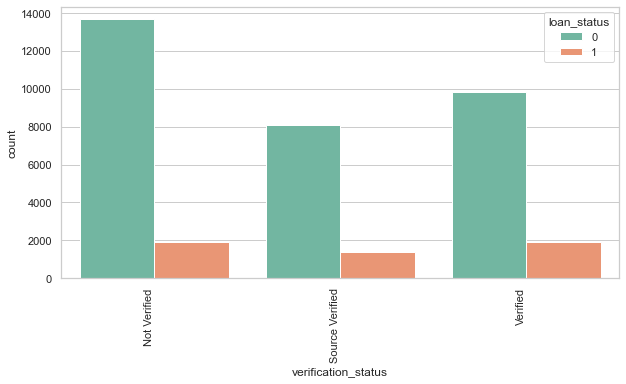 14000
12000
10000
8000
6000
4000
2000
0
count
loan_status
0
1
Not Verified
Source Verified
Verified
verification_status